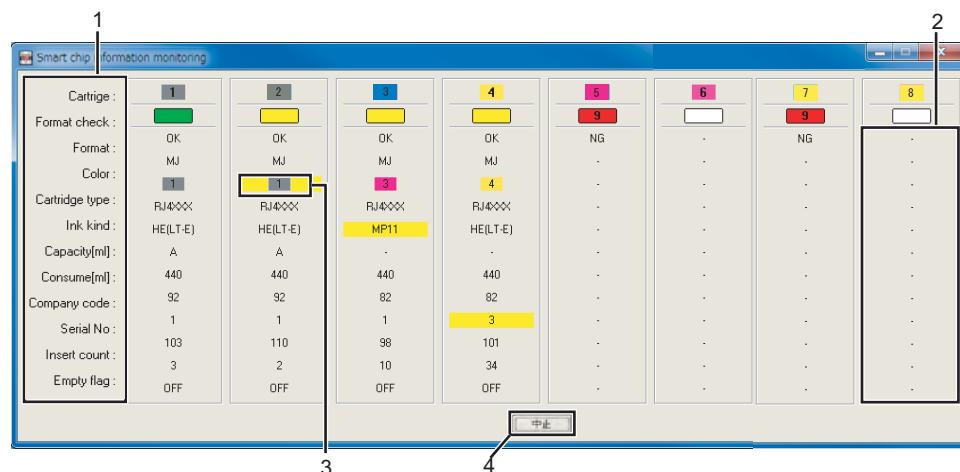 1
2
Smart chip information monitoring
Cartrige : 1 2 3 4 5 6 7 8
Format check : 9 9
Format : OK OK OK OK NG - NG -
Color : MJ MJ MJ MJ - - - -
Cartridge type : 1 1 3 4 - - - -
Ink kind : RJ4XXX RJ4XXX RJ4XXX RJ4XXX - - - -
Capacity[ml] : HE(LT-E) HE(LT-E) MP11 HE(LT-E) - - - -
Consume[ml] : A A - - - - - -
Company code : 440 440 440 440 - - - -
Serial No : 92 92 82 82 - - - -
Insert count : 1 1 1 3 - - - -
Empty flag : 103 110 98 101 - - - -
3 2 10 34 - - - -
OFF OFF OFF OFF - - - -
中止
3
4